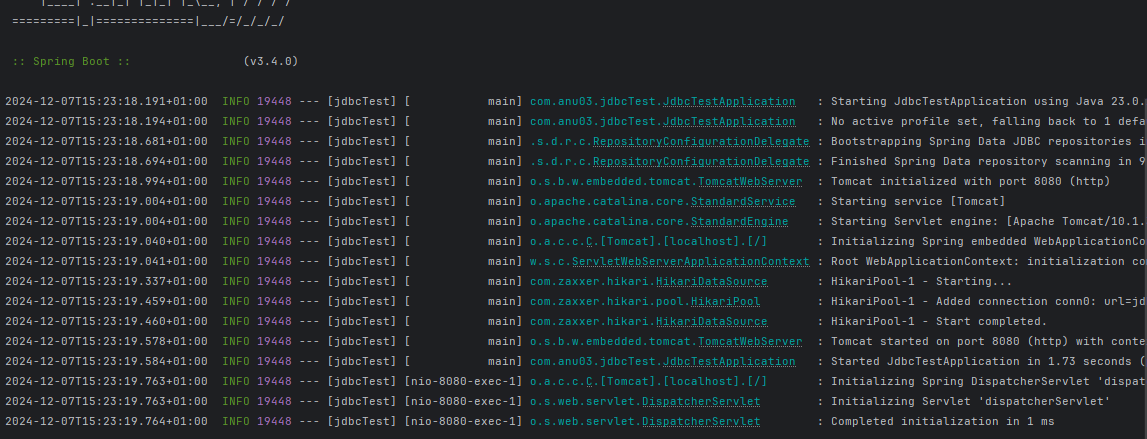 =========|_|==============|___/=/_/_/_/
:: Spring Boot ::                (v3.4.0)
2024-12-07T15:23:18.191+01:00  INFO 19448 --- [jdbcTest] [           main] com.anu03.jdbcTest.JdbcTestApplication   : Starting JdbcTestApplication using Java 23.0.
2024-12-07T15:23:18.194+01:00  INFO 19448 --- [jdbcTest] [           main] com.anu03.jdbcTest.JdbcTestApplication   : No active profile set, falling back to 1 defa
2024-12-07T15:23:18.681+01:00  INFO 19448 --- [jdbcTest] [           main] .s.d.r.c.RepositoryConfigurationDelegate : Bootstrapping Spring Data JDBC repositories i
2024-12-07T15:23:18.694+01:00  INFO 19448 --- [jdbcTest] [           main] .s.d.r.c.RepositoryConfigurationDelegate : Finished Spring Data repository scanning in 9
2024-12-07T15:23:18.994+01:00  INFO 19448 --- [jdbcTest] [           main] o.s.b.w.embedded.tomcat.TomcatWebServer  : Tomcat initialized with port 8080 (http)
2024-12-07T15:23:19.004+01:00  INFO 19448 --- [jdbcTest] [           main] o.apache.catalina.core.StandardService   : Starting service [Tomcat]
2024-12-07T15:23:19.004+01:00  INFO 19448 --- [jdbcTest] [           main] o.apache.catalina.core.StandardEngine    : Starting Servlet engine: [Apache Tomcat/10.1.
2024-12-07T15:23:19.040+01:00  INFO 19448 --- [jdbcTest] [           main] o.a.c.c.C.[Tomcat].[localhost].[/]       : Initializing Spring embedded WebApplicationCo
2024-12-07T15:23:19.041+01:00  INFO 19448 --- [jdbcTest] [           main] w.s.c.ServletWebServerApplicationContext : Root WebApplicationContext: initialization co
2024-12-07T15:23:19.337+01:00  INFO 19448 --- [jdbcTest] [           main] com.zaxxer.hikari.HikariDataSource       : HikariPool-1 - Starting...
2024-12-07T15:23:19.459+01:00  INFO 19448 --- [jdbcTest] [           main] com.zaxxer.hikari.pool.HikariPool        : HikariPool-1 - Added connection conn0: url=jd
2024-12-07T15:23:19.460+01:00  INFO 19448 --- [jdbcTest] [           main] com.zaxxer.hikari.HikariDataSource       : HikariPool-1 - Start completed.
2024-12-07T15:23:19.578+01:00  INFO 19448 --- [jdbcTest] [           main] o.s.b.w.embedded.tomcat.TomcatWebServer  : Tomcat started on port 8080 (http) with conte
2024-12-07T15:23:19.584+01:00  INFO 19448 --- [jdbcTest] [           main] com.anu03.jdbcTest.JdbcTestApplication   : Started JdbcTestApplication in 1.73 seconds (
2024-12-07T15:23:19.763+01:00  INFO 19448 --- [jdbcTest] [nio-8080-exec-1] o.a.c.c.C.[Tomcat].[localhost].[/]       : Initializing Spring DispatcherServlet 'dispat
2024-12-07T15:23:19.763+01:00  INFO 19448 --- [jdbcTest] [nio-8080-exec-1] o.s.web.servlet.DispatcherServlet        : Initializing Servlet 'dispatcherServlet'
2024-12-07T15:23:19.764+01:00  INFO 19448 --- [jdbcTest] [nio-8080-exec-1] o.s.web.servlet.DispatcherServlet        : Completed initialization in 1 ms